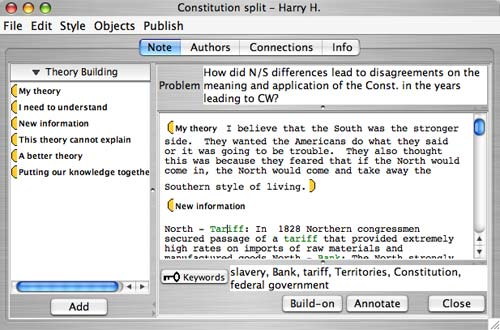 Constitution split - Harry H.
File Edit Style Objects Publish
Note Authors Connections Info
Theory Building
My theory
I need to understand
New information
This theory cannot explain
A better theory
Putting our knowledge togethe
Add
Problem
How did N/S differences lead to disagreements on the
meaning and application of the Const. in the years
leading to CW?
My theory I believe that the South was the stronger
side. They wanted the Americans do what they said
or it was going to be trouble. They also thought
this was because they feared that if the North would
come in, the North would come and take away the
Southern style of living.
New information
North - Tariff: In 1828 Northern congressmen
secured passage of a tariff that provided extremely
high rates on imports of raw materials and
manufactured goods North - Bank: The North strongly
Keywords
slavery, Bank, tariff, Territories, Constitution,
federal government
Build-on Annotate Close